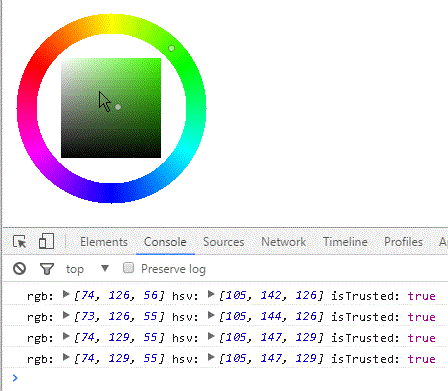 Elements Console Sources Network Timeline Profiles
top Preserve log
rgb: [74, 126, 56] hsv: [105, 142, 126] isTrusted: true
rgb: [73, 126, 55] hsv: [105, 144, 126] isTrusted: true
rgb: [74, 129, 55] hsv: [105, 147, 129] isTrusted: true
rgb: [74, 129, 55] hsv: [105, 147, 129] isTrusted: true